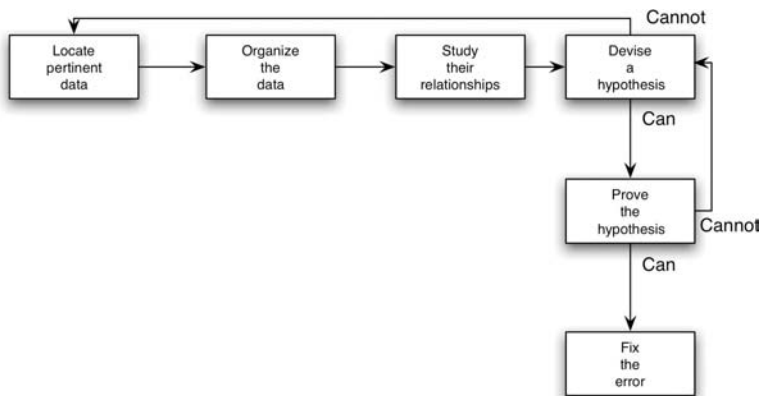 Cannot
Locate
pertinent
data
Organize
the
data
Study
their
relationships
Devise
a
hypothesis
Can
Prove
the
hypothesis
Cannot
Can
Fix
the
error